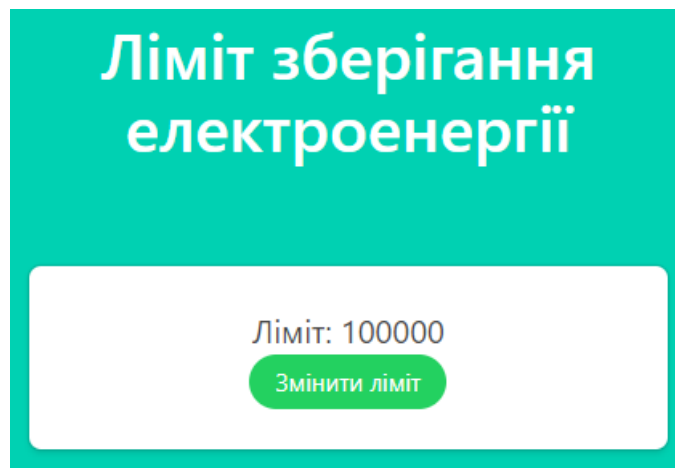 Ліміт зберігання
електроенергії
Ліміт: 100000
Змінити ліміт